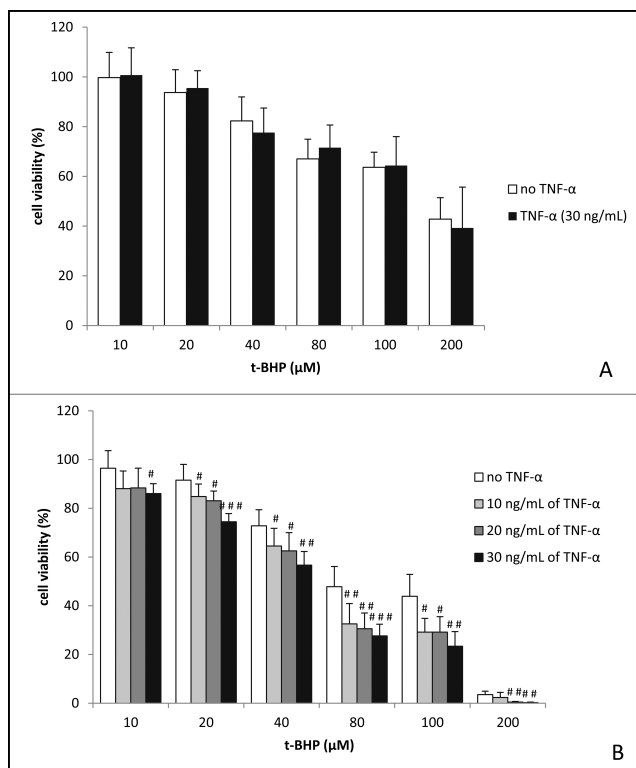 120
100
80
60
40
20
0
cell viability (%)
10 20 40 80 100 200
t-BHP (µM)
no TNF-α
TNF-α (30 ng/mL)
A
120
100
80
60
40
20
0
cell viability (%)
#
# # ###
# # ##
## ## ###
# # ##
## ##
10 20 40 80 100 200
t-BHP (µM)
no TNF-α
10 ng/mL of TNF-α
20 ng/mL of TNF-α
30 ng/mL of TNF-α
B